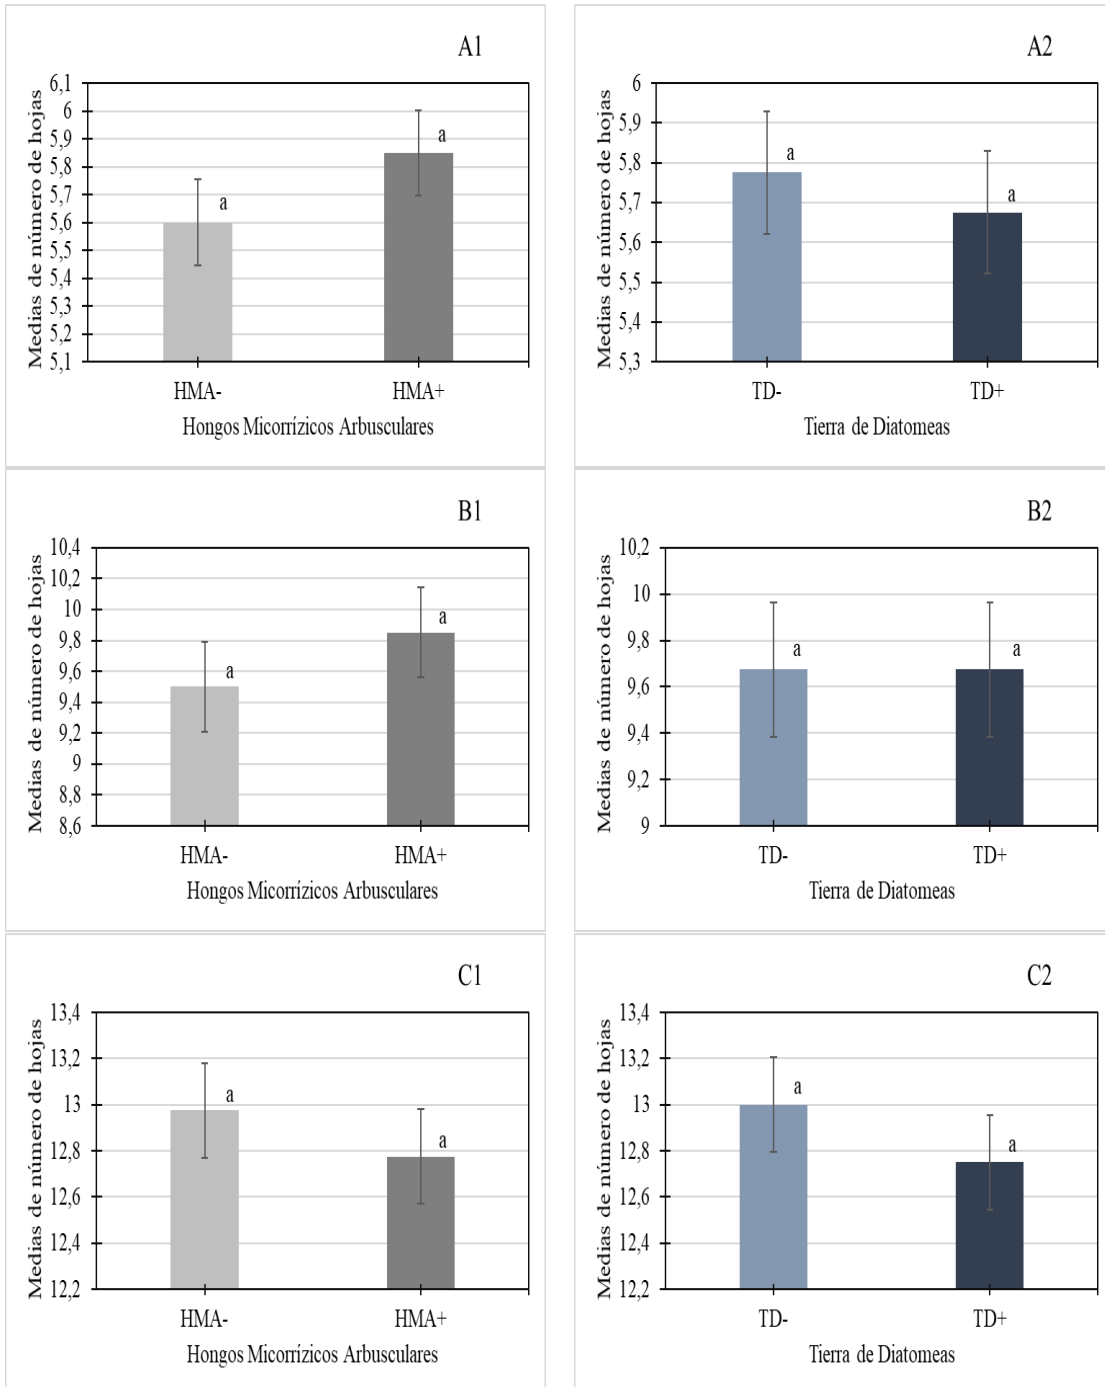 A1
Medias de número de hojas
6,1
6
5,9
5,8
5,7
5,6
5,5
5,4
5,3
5,2
5,1
a
a
HMA-
HMA+
Hongos Micorrízicos Arbusculares
A2
Medias de número de hojas
6
5,9
5,8
5,7
5,6
5,5
5,4
5,3
a
a
TD-
TD+
Tierra de Diatomeas
B1
Medias de número de hojas
10,4
10,2
10
9,8
9,6
9,4
9,2
9
8,8
8,6
a
a
HMA-
HMA+
Hongos Micorrízicos Arbusculares
B2
Medias de número de hojas
10,2
10
9,8
9,6
9,4
9,2
9
a
a
TD-
TD+
Tierra de Diatomeas
C1
Medias de número de hojas
13,4
13,2
13
12,8
12,6
12,4
12,2
a
a
HMA-
HMA+
Hongos Micorrízicos Arbusculares
C2
Medias de número de hojas
13,4
13,2
13
12,8
12,6
12,4
12,2
a
a
TD-
TD+
Tierra de Diatomeas